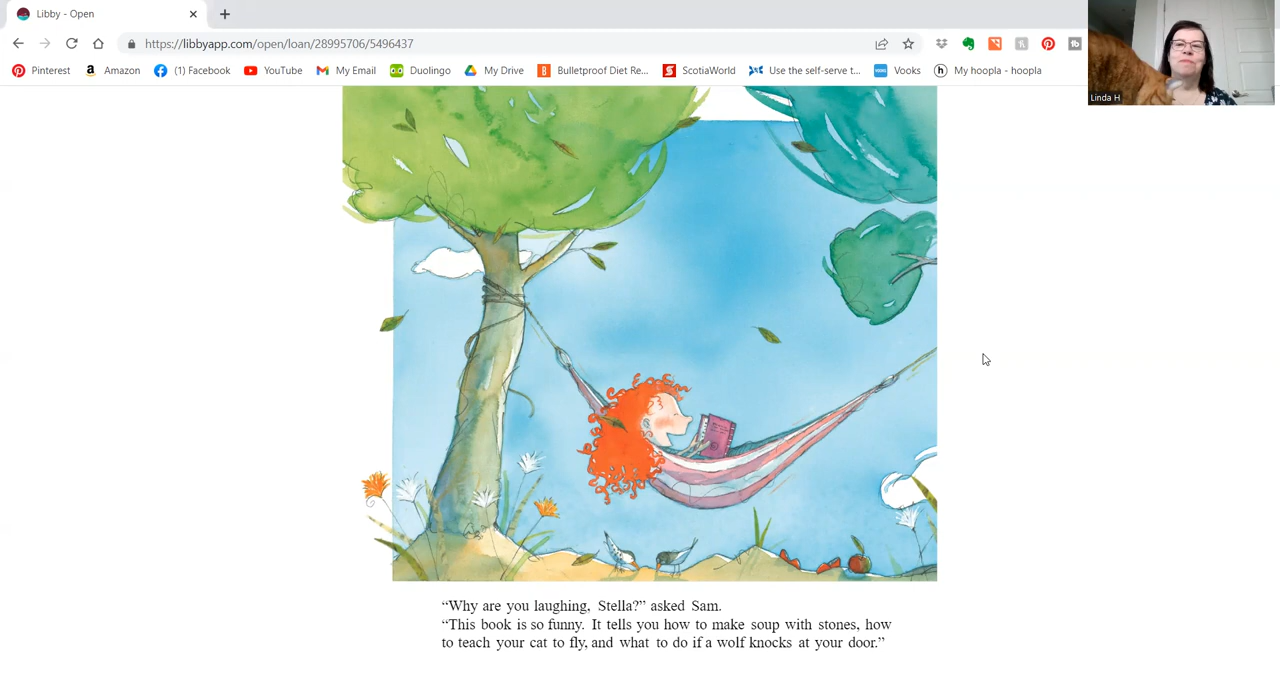 Libby - Open
https://libbyapp.com/open/loan/28995706/5496437
Pinterest
Amazon
(1) Facebook
YouTube
My Email
Duolingo
My Drive
Bulletproof Diet Re...
ScotiaWorld
Use the self-serve t...
Vooks
My hoopla - hoopla
Linda H
“Why are you laughing, Stella?” asked Sam.
“This book is so funny. It tells you how to make soup with stones, how
to teach your cat to fly, and what to do if a wolf knocks at your door.”